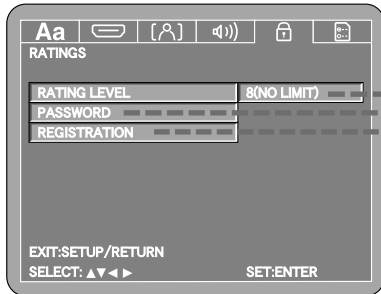 Aa
RATINGS
RATING LEVEL 8(NO LIMIT)
PASSWORD
REGISTRATION
EXIT:SETUP/RETURN
SELECT: ▲▼◄ ► SET:ENTER